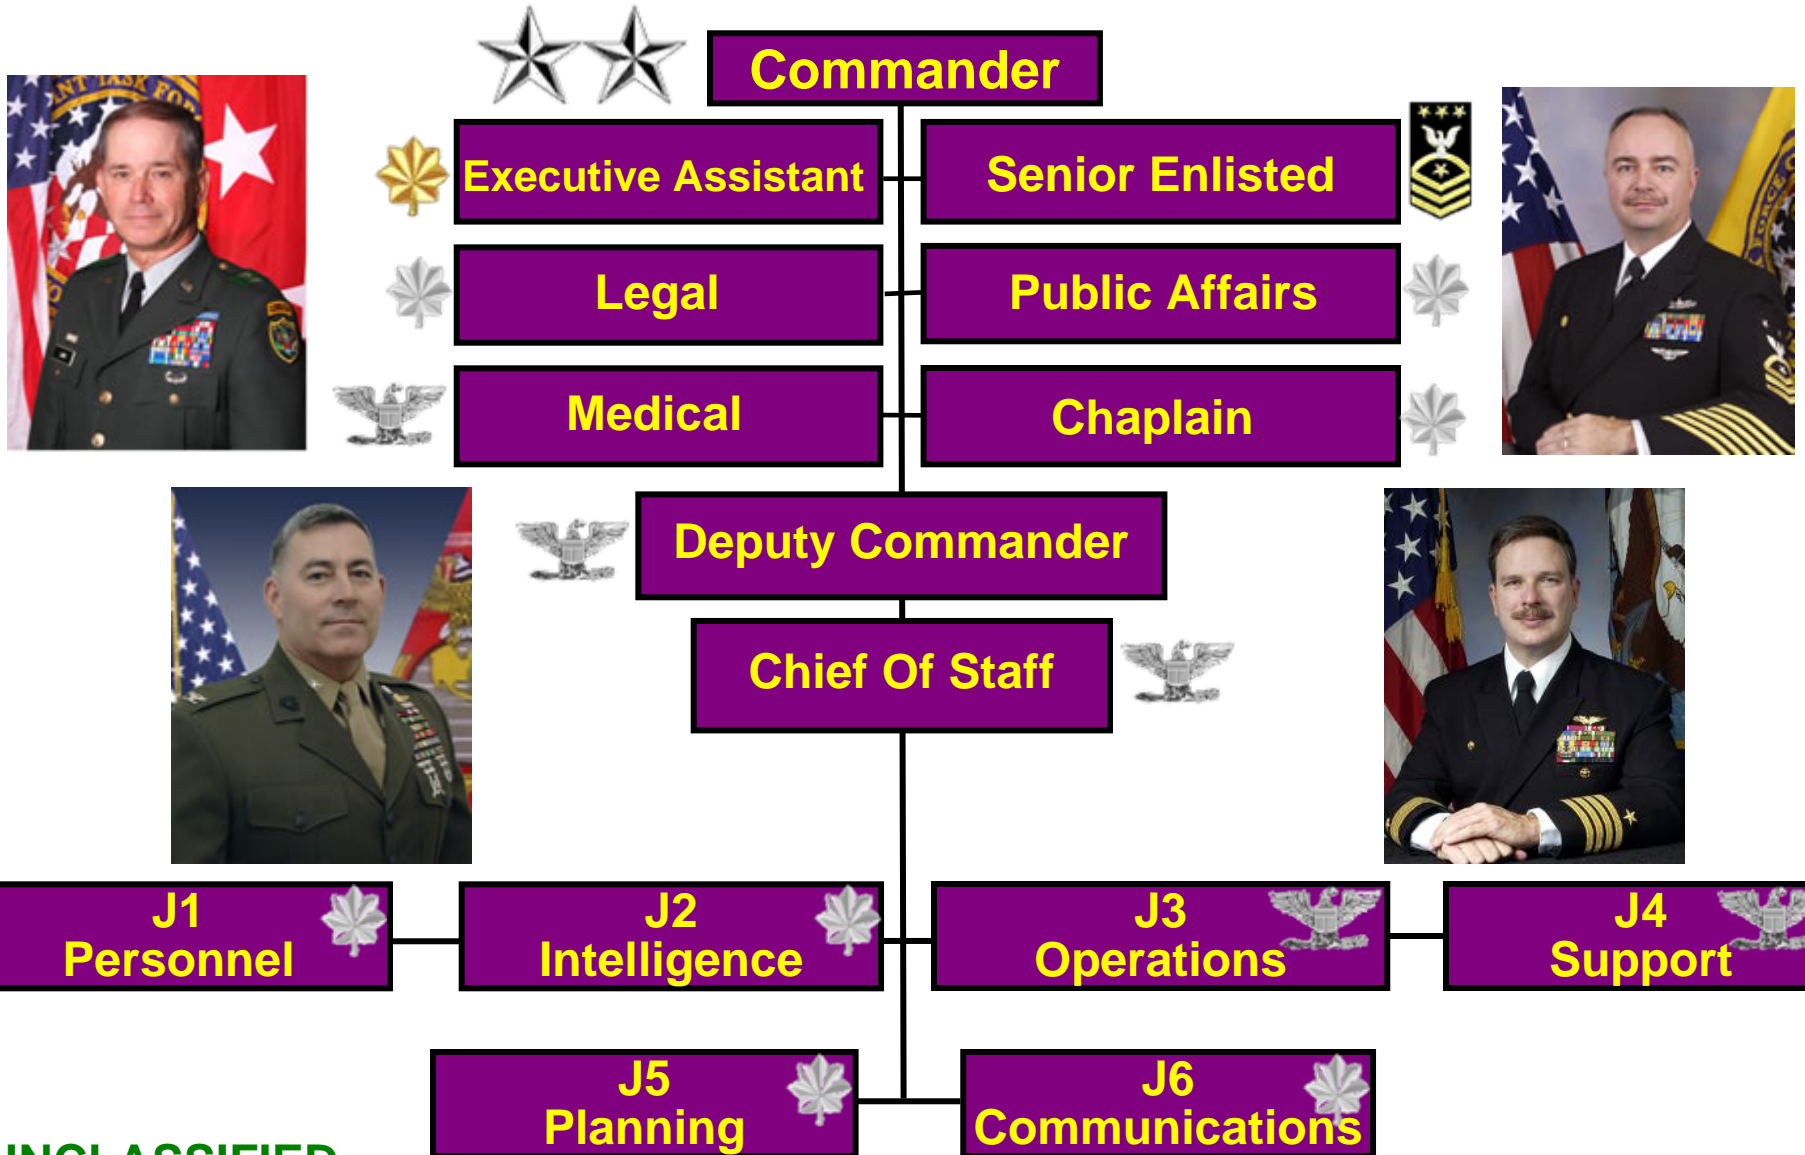 Commander
Executive Assistant
Senior Enlisted
Legal
Public Affairs
Medical
Chaplain
Deputy Commander
Chief Of Staff
J1
Personnel
J2
Intelligence
J3
Operations
J4
Support
J5
Planning
J6
Communications
UNCLASSIFIED